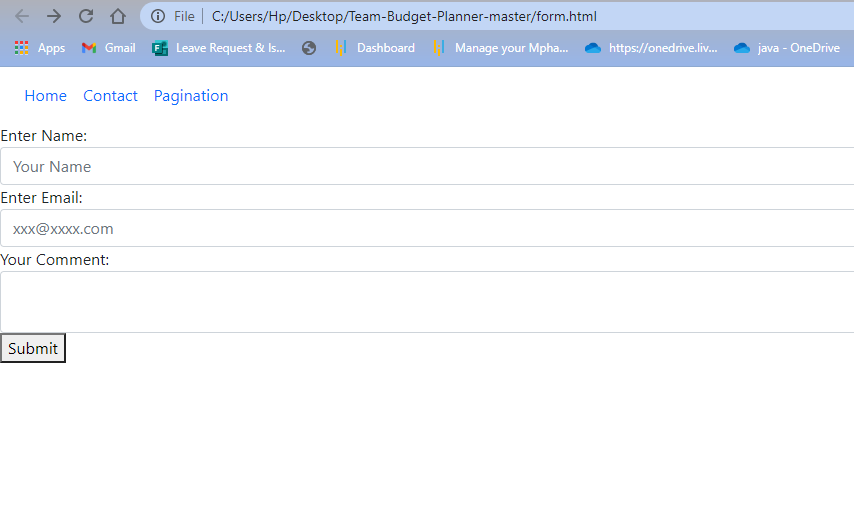 File C:/Users/Hp/Desktop/Team-Budget-Planner-master/form.html
Apps Gmail Leave Request & Is... Dashboard Manage your Mpha... https://onedrive.liv... java - OneDrive
Home Contact Pagination
Enter Name:
Your Name
Enter Email:
xxx@xxxx.com
Your Comment:
Submit